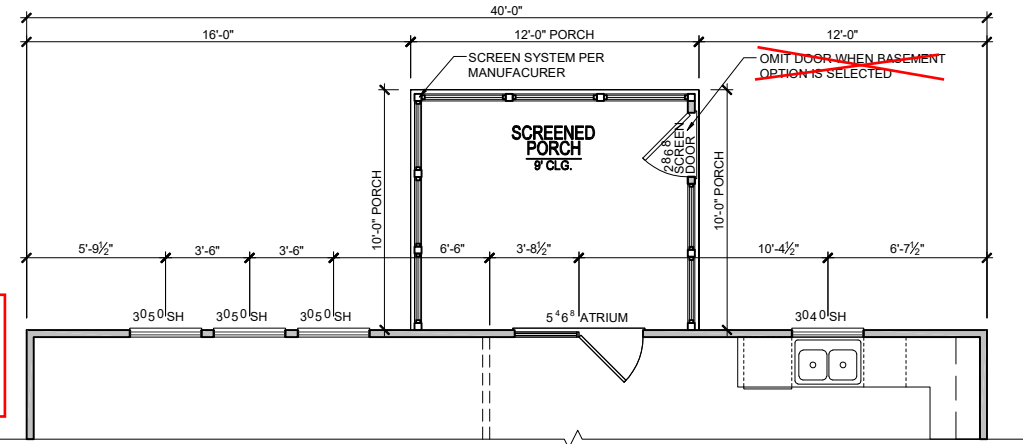 40'-0"
16'-0"
12'-0" PORCH
12'-0"
SCREEN SYSTEM PER
MANUFACURER
OMIT DOOR WHEN BASEMENT
OPTION IS SELECTED
SCREENED
PORCH
9' CLG.
2868
SCREEN
DOOR
10'-0" PORCH
10'-0" PORCH
5'-9½"
3'-6"
3'-6"
6'-6"
3'-8½"
10'-4½"
6'-7½"
3050SH
3050SH
3050SH
5468 ATRIUM
3040SH